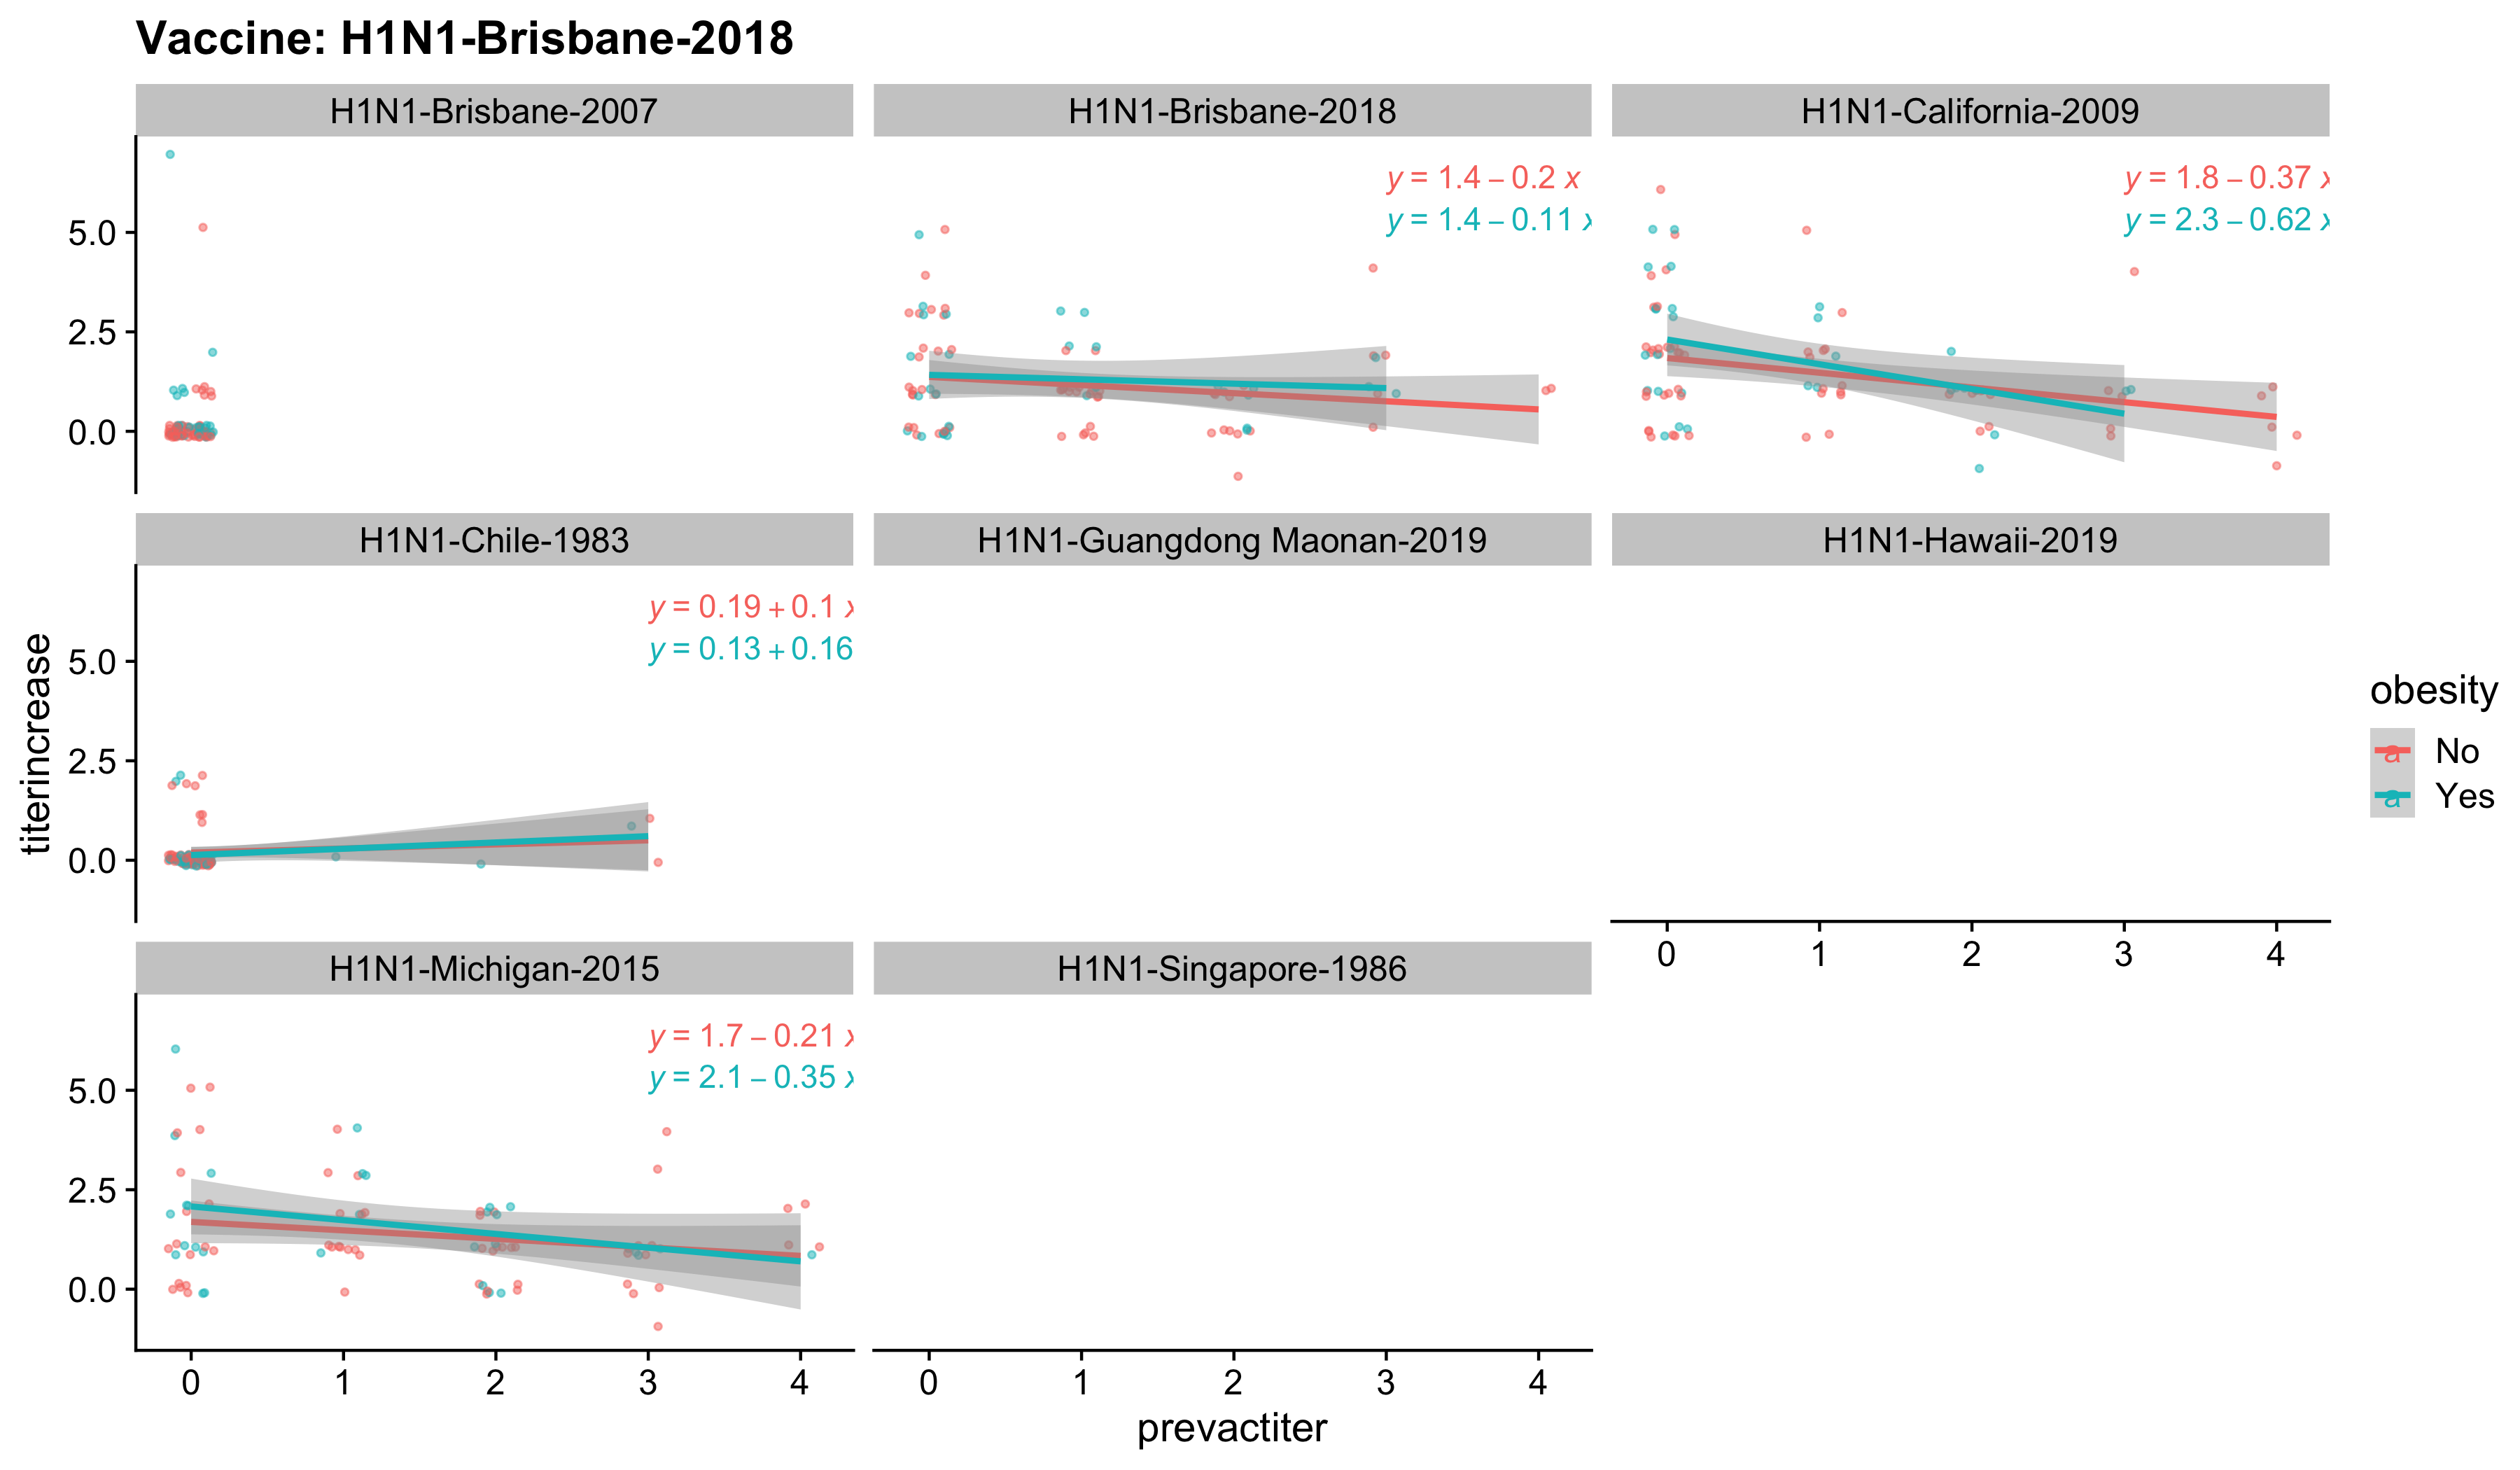 Vaccine: H1N1-Brisbane-2018
H1N1-Brisbane-2007
H1N1-Brisbane-2018
H1N1-California-2009
5.0
2.5
0.0
y = 1.4 – 0.2 x
y = 1.4 – 0.11 x
y = 1.8 – 0.37 x
y = 2.3 – 0.62 x
H1N1-Chile-1983
H1N1-Guangdong Maonan-2019
H1N1-Hawaii-2019
titerincrease
5.0
2.5
0.0
y = 0.19 + 0.1 x
y = 0.13 + 0.16
0 1 2 3 4
H1N1-Michigan-2015
H1N1-Singapore-1986
5.0
2.5
0.0
y = 1.7 – 0.21 x
y = 2.1 – 0.35 x
0 1 2 3 4
0 1 2 3 4
prevactiter
obesity
a No
a Yes